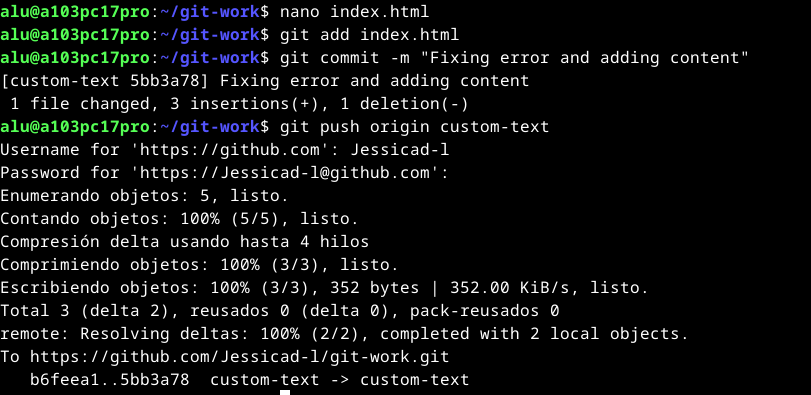 alu@a103pc17pro:~/git-work$ nano index.html
alu@a103pc17pro:~/git-work$ git add index.html
alu@a103pc17pro:~/git-work$ git commit -m "Fixing error and adding content"
[custom-text 5bb3a78] Fixing error and adding content
 1 file changed, 3 insertions(+), 1 deletion(-)
alu@a103pc17pro:~/git-work$ git push origin custom-text
Username for 'https://github.com': Jessicad-l
Password for 'https://Jessicad-l@github.com':
Enumerando objetos: 5, listo.
Contando objetos: 100% (5/5), listo.
Compresión delta usando hasta 4 hilos
Comprimiendo objetos: 100% (3/3), listo.
Escribiendo objetos: 100% (3/3), 352 bytes | 352.00 KiB/s, listo.
Total 3 (delta 2), reusados 0 (delta 0), pack-reusados 0
remote: Resolving deltas: 100% (2/2), completed with 2 local objects.
To https://github.com/Jessicad-l/git-work.git
   b6feea1..5bb3a78  custom-text -> custom-text